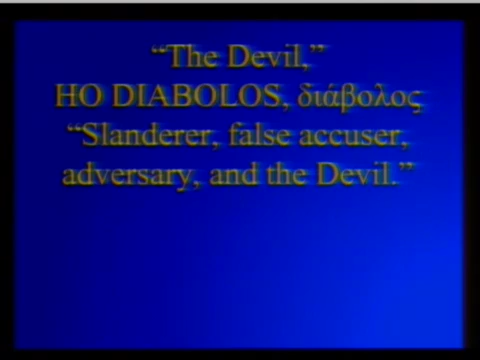 “The Devil,”
HO DIABOLOS, διάβολος
“Slanderer, false accuser,
adversary, and the Devil.”